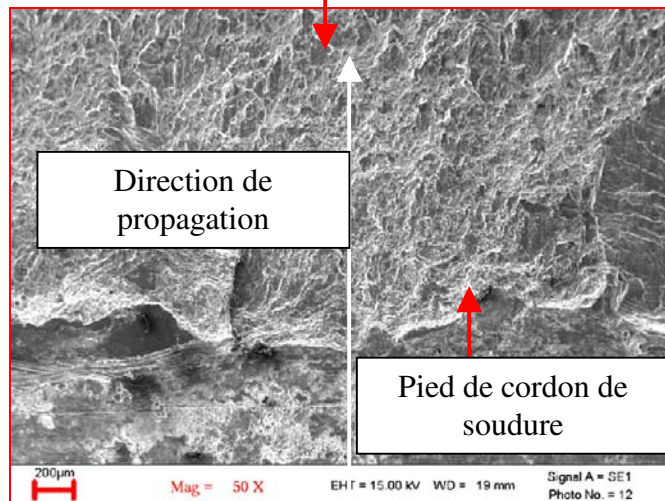 Direction de
propagation
Pied de cordon de
soudure
200µm
Mag = 50 X
EHT = 15.00 kV WD = 19 mm
Signal A = SE1
Photo No. = 12